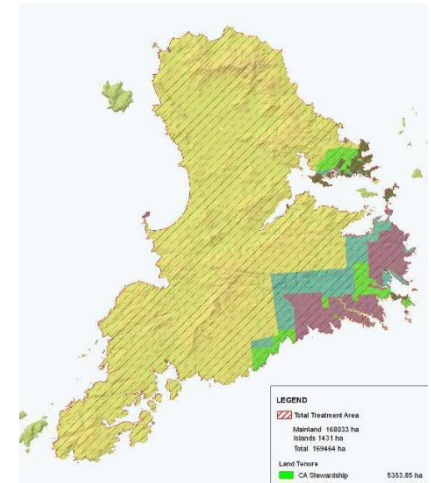 LEGEND
Total Treatment Area
Mainland 168033 ha
Islands 1431 ha
Total 169464 ha
Land Tenure
CA Stewardship 5353.85 ha